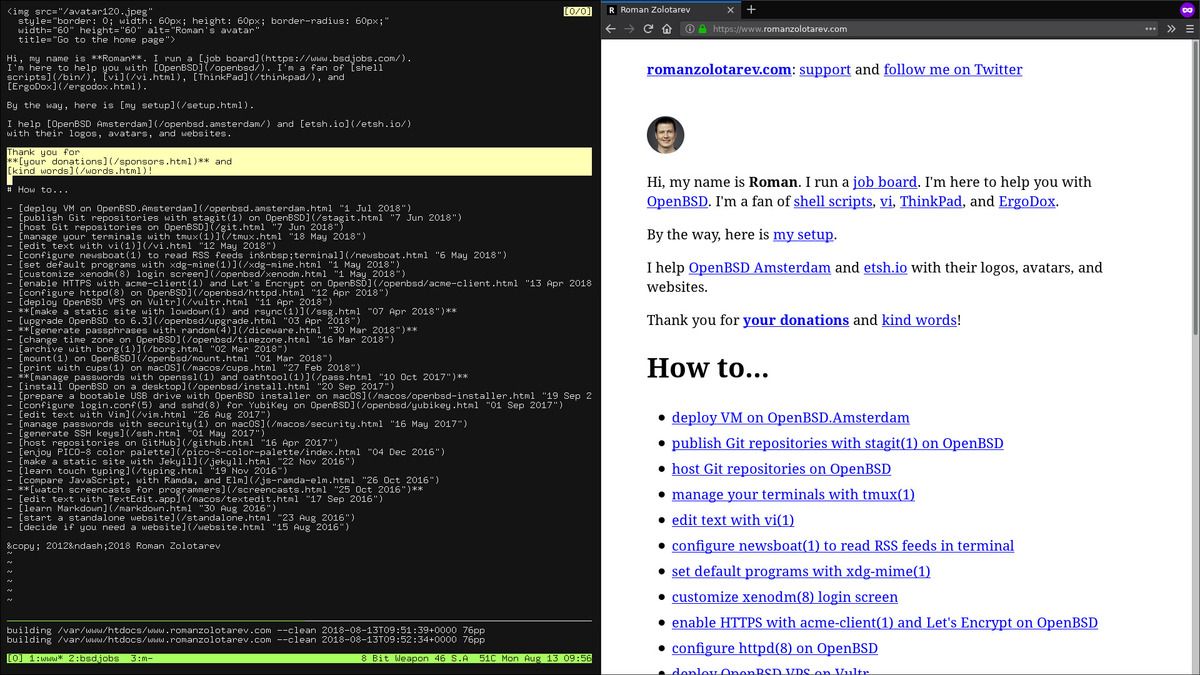 <img src="/avatar120.jpeg"
style="border: 0; width: 60px; height: 60px; border-radius: 60px;"
width="60" height="60" alt="Roman's avatar"
title="Go to the home page">
[0/0]
Hi, my name is **Roman**. I run a [job board](https://www.bsdjobs.com/).
I'm here to help you with [OpenBSD](/openbsd/). I'm a fan of [shell
scripts](/bin/), [vi](/vi.html), [ThinkPad](/thinkpad/), and
[ErgoDox](/ergodox.html).
By the way, here is [my setup](/setup.html).
I help [OpenBSD Amsterdam](/openbsd.amsterdam/) and [etsh.io](/etsh.io/)
with their logos, avatars, and websites.
Thank you for
**[your donations](/sponsors.html)** and
[kind words](/words.html)!
# How to...
- [deploy VM on OpenBSD.Amsterdam](/openbsd.amsterdam.html "1 Jul 2018")
- [publish Git repositories with stagit(1) on OpenBSD](/stagit.html "7 Jun 2018")
- [host Git repositories on OpenBSD](/git.html "7 Jun 2018")
- [manage your terminals with tmux(1)](/tmux.html "18 May 2018")
- [edit text with vi(1)](/vi.html "12 May 2018")
- [configure newsboat(1) to read RSS feeds in&nbsp;terminal](/newsboat.html "6 May 2018")
- [set default programs with xdg-mime(1)](/xdg-mime.html "1 May 2018")
- [customize xenodm(8) login screen](/openbsd/xenodm.html "1 May 2018")
- [enable HTTPS with acme-client(1) and Let's Encrypt on OpenBSD](/openbsd/acme-client.html "13 Apr 2018
- [configure httpd(8) on OpenBSD](/openbsd/httpd.html "12 Apr 2018")
- [deploy OpenBSD VPS on Vultr](/vultr.html "11 Apr 2018")
- **[make a static site with lowdown(1) and rsync(1)](/ssg.html "07 Apr 2018")**
- [upgrade OpenBSD to 6.3](/openbsd/upgrade.html "03 Apr 2018")
- **[generate passphrases with random(4)](/diceware.html "30 Mar 2018")**
- [change time zone on OpenBSD](/openbsd/timezone.html "16 Mar 2018")
- [archive with borg(1)](/borg.html "02 Mar 2018")
- [mount(1) on OpenBSD](/openbsd/mount.html "01 Mar 2018")
- [print with cups(1) on macOS](/macos/cups.html "27 Feb 2018")
- **[manage passwords with openssl(1) and oathtool(1)](/pass.html "10 Oct 2017")**
- [install OpenBSD on a desktop](/openbsd/install.html "20 Sep 2017")
- [prepare a bootable USB drive with OpenBSD installer on macOS](/macos/openbsd-installer.html "19 Sep 2
- [configure login.conf(5) and sshd(8) for YubiKey on OpenBSD](/openbsd/yubikey.html "01 Sep 2017")
- [edit text with Vim](/vim.html "26 Aug 2017")
- [manage passwords with security(1) on macOS](/macos/security.html "16 May 2017")
- [generate SSH keys](/ssh.html "01 May 2017")
- [host repositories on GitHub](/github.html "16 Apr 2017")
- [enjoy PICO-8 color palette](/pico-8-color-palette/index.html "04 Dec 2016")
- [make a static site with Jekyll](/jekyll.html "22 Nov 2016")
- [learn touch typing](/typing.html "19 Nov 2016")
- [compare JavaScript, with Ramda, and Elm](/js-ramda-elm.html "26 Oct 2016")
- **[watch screencasts for programmers](/screencasts.html "25 Oct 2016")**
- [edit text with TextEdit.app](/macos/textedit.html "17 Sep 2016")
- [learn Markdown](/markdown.html "30 Aug 2016")
- [start a standalone website](/standalone.html "23 Aug 2016")
- [decide if you need a website](/website.html "15 Aug 2016")
&copy; 2012&ndash;2018 Roman Zolotarev
~
~
~
~
~
~
building /var/www/htdocs/www.romanzolotarev.com --clean 2018-08-13T09:51:39+0000 76pp
building /var/www/htdocs/www.romanzolotarev.com --clean 2018-08-13T09:52:34+0000 76pp
[0] 1:www* 2:bsdjobs 3:m- 8 Bit Weapon 46 S.A 51C Mon Aug 13 09:56
R Roman Zolotarev
https://www.romanzolotarev.com
romanzolotarev.com: support and follow me on Twitter
Hi, my name is Roman. I run a job board. I'm here to help you with
OpenBSD. I'm a fan of shell scripts, vi, ThinkPad, and ErgoDox.
By the way, here is my setup.
I help OpenBSD Amsterdam and etsh.io with their logos, avatars, and
websites.
Thank you for your donations and kind words!
How to...
• deploy VM on OpenBSD.Amsterdam
• publish Git repositories with stagit(1) on OpenBSD
• host Git repositories on OpenBSD
• manage your terminals with tmux(1)
• edit text with vi(1)
• configure newsboat(1) to read RSS feeds in terminal
• set default programs with xdg-mime(1)
• customize xenodm(8) login screen
• enable HTTPS with acme-client(1) and Let's Encrypt on OpenBSD
• configure httpd(8) on OpenBSD
• deploy OpenBSD VPS on Vultr